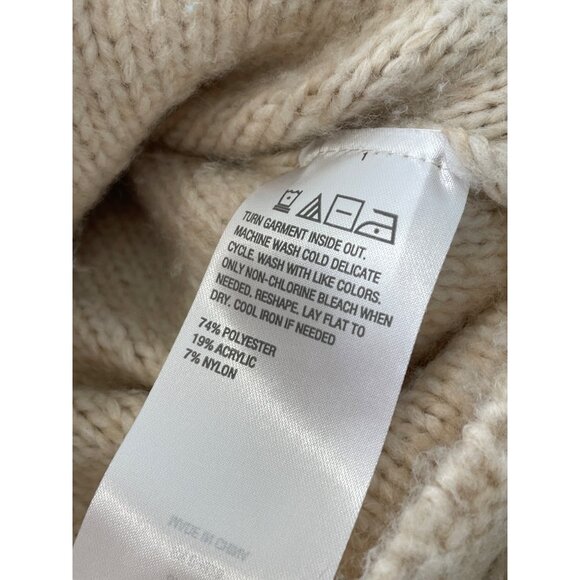 1
TURN GARMENT INSIDE OUT.
MACHINE WASH COLD DELICATE
CYCLE. WASH WITH LIKE COLORS.
ONLY NON-CHLORINE BLEACH WHEN
NEEDED. RESHAPE. LAY FLAT TO
DRY. COOL IRON IF NEEDED
74% POLYESTER
19% ACRYLIC
7% NYLON